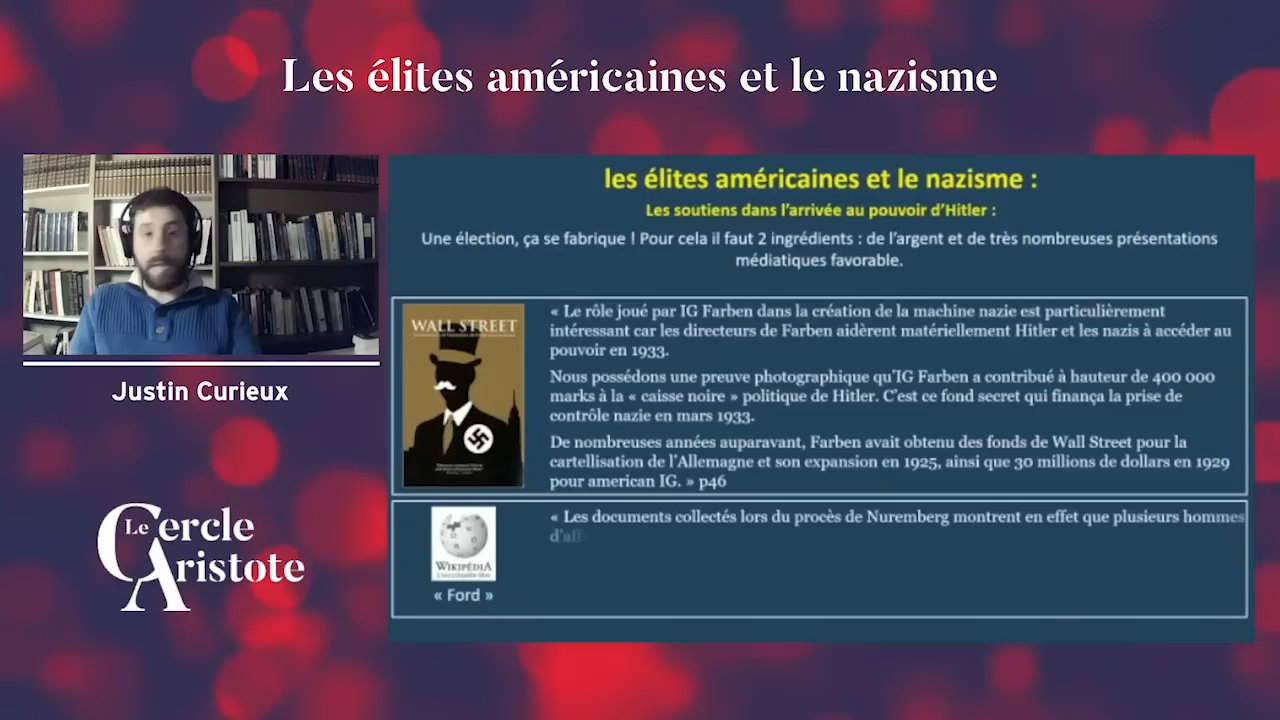 Les élites américaines et le nazisme
les élites américaines et le nazisme :
Les soutiens dans l'arrivée au pouvoir d'Hitler :
Une élection, ça se fabrique ! Pour cela il faut 2 ingrédients : de l'argent et de très nombreuses présentations
médiatiques favorable.
WALL STREET
« Le rôle joué par IG Farben dans la création de la machine nazie est particulièrement
intéressant car les directeurs de Farben aidèrent matériellement Hitler et les nazis à accéder au
pouvoir en 1933.
Nous possédons une preuve photographique qu'IG Farben a contribué à hauteur de 400 000
marks à la « caisse noire » politique de Hitler. C'est ce fond secret qui finança la prise de
contrôle nazie en mars 1933.
De nombreuses années auparavant, Farben avait obtenu des fonds de Wall Street pour la
cartellisation de l'Allemagne et son expansion en 1925, ainsi que 30 millions de dollars en 1929
pour american IG. » p46
WIKIPÉDIA
L'encyclopédie libre
« Ford »
« Les documents collectés lors du procès de Nuremberg montrent en effet que plusieurs hommes
Justin Curieux
Le Cercle
Aristote